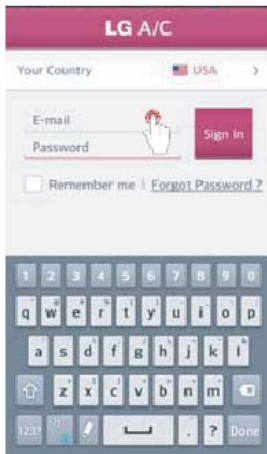 LG A/C
Your Country USA >
E-mail
Sign In
Password
Remember me | Forgot Password ?
1 2 3 4 5 6 7 8 9 0
q w e r t y u i o p
a s d f g h j k l
z x c v b n m
123? . ? Done